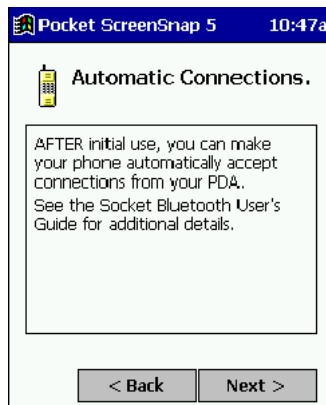 Pocket ScreenSnap 5 10:47a
Automatic Connections.
AFTER initial use, you can make
your phone automatically accept
connections from your PDA.
See the Socket Bluetooth User's
Guide for additional details.
< Back Next >